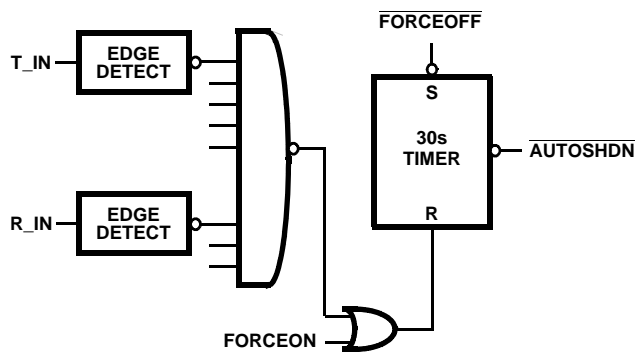 FORCEOFF
T_IN
EDGE
DETECT
S
30s
TIMER
AUTOSHDN
R_IN
EDGE
DETECT
R
FORCEON